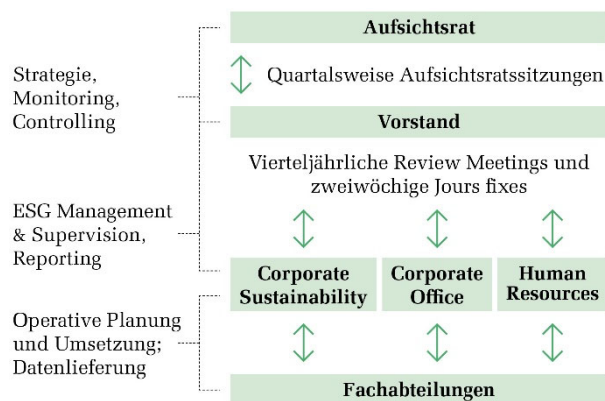 Aufsichtsrat
Strategie,
Monitoring,
Controlling
Quartalsweise Aufsichtsratssitzungen
Vorstand
Vierteljährliche Review Meetings und
zweiwöchige Jours fixes
ESG Management
& Supervision,
Reporting
Corporate
Sustainability
Corporate
Office
Human
Resources
Operative Planung
und Umsetzung;
Datenlieferung
Fachabteilungen